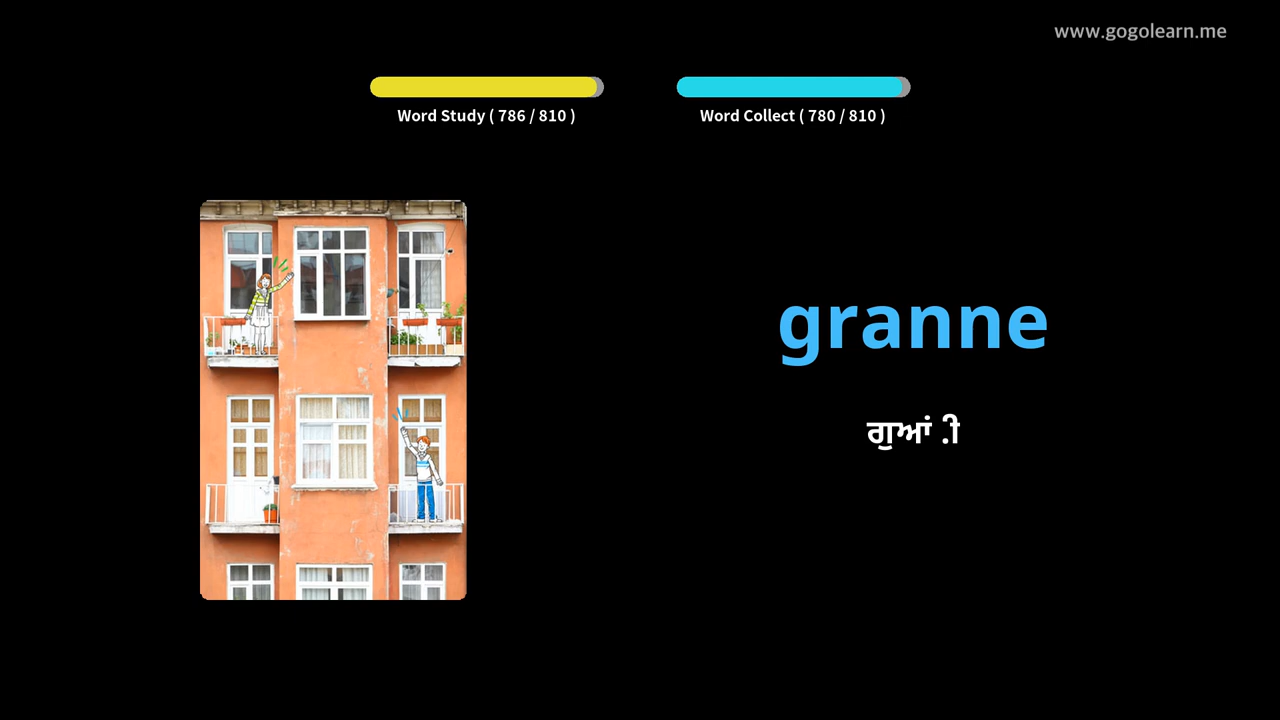 www.gogolearn.me
Word Study ( 786 / 810 )
Word Collect ( 780 / 810 )
granne
ਗੁਆਂ ਼ੀ